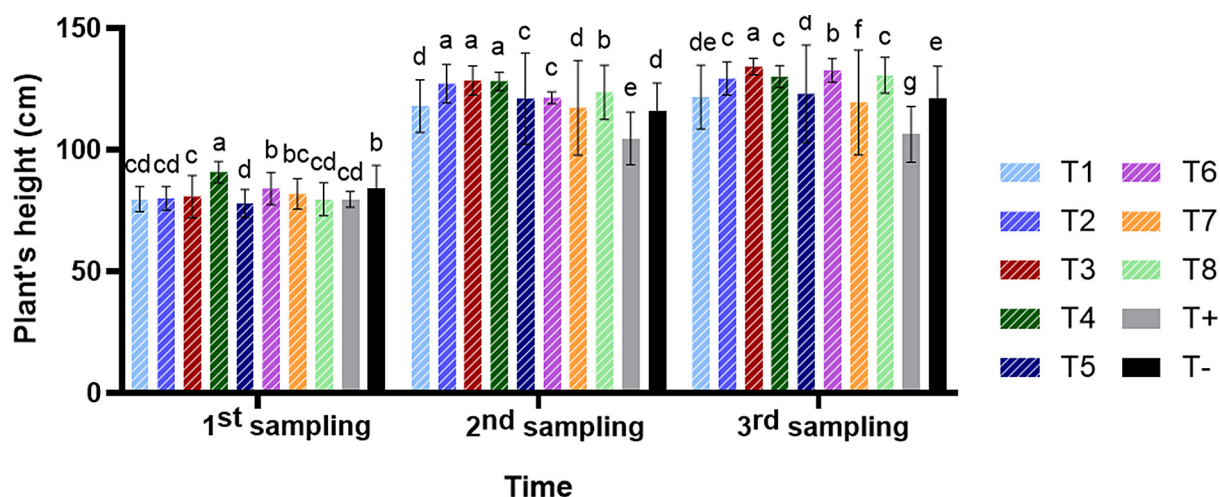 150
100
50
0
Plant's height (cm)
cd cd c a d b bc cd cd b
d a a a c c d b e d
de c a c d b f c g e
1st sampling
2nd sampling
3rd sampling
Time
T1 T6
T2 T7
T3 T8
T4 T+
T5 T-